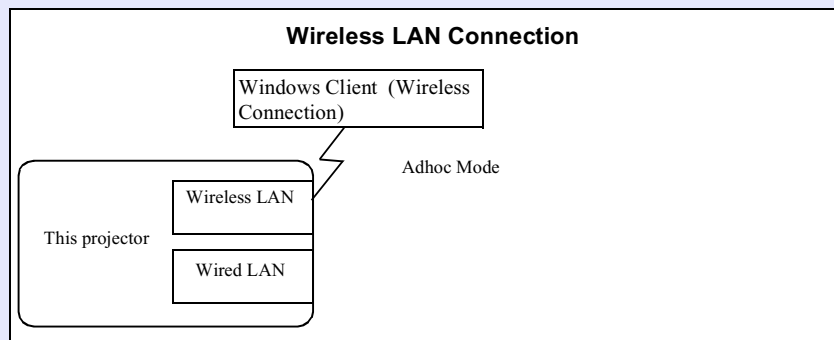 Wireless LAN Connection
Windows Client (Wireless
Connection)
Adhoc Mode
Wireless LAN
This projector
Wired LAN